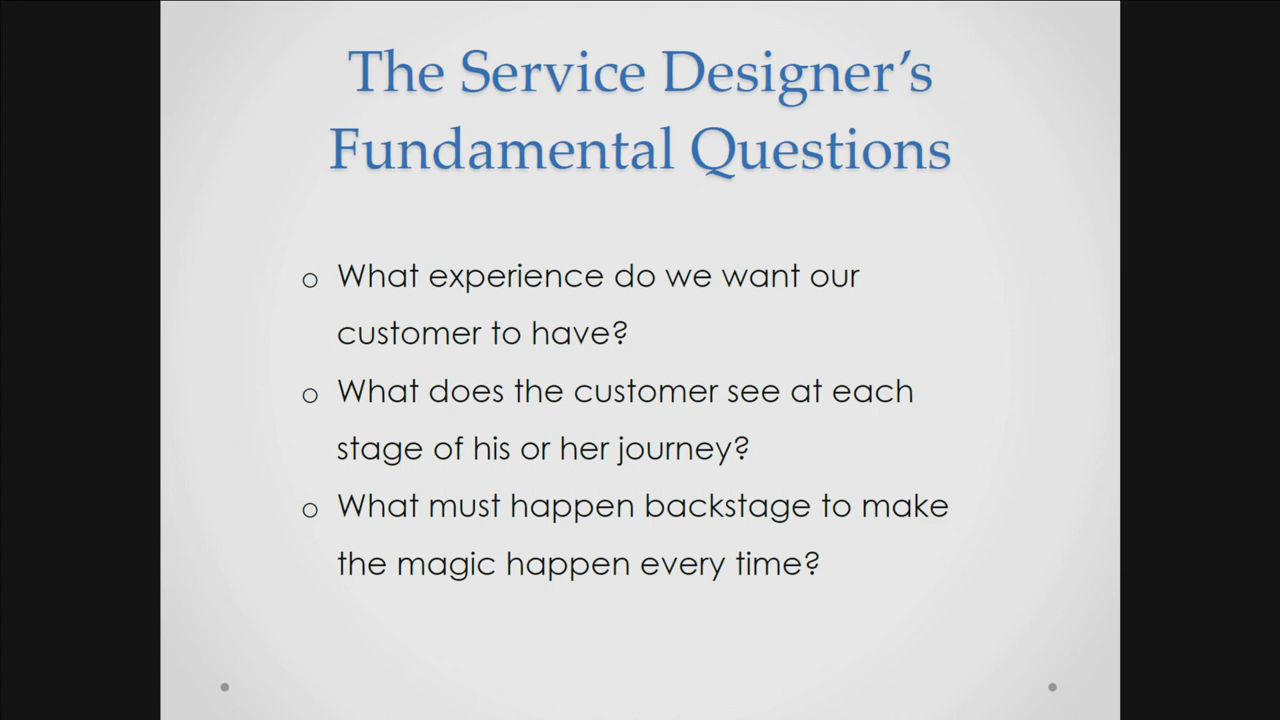 The Service Designer’s
Fundamental Questions
o What experience do we want our
customer to have?
o What does the customer see at each
stage of his or her journey?
o What must happen backstage to make
the magic happen every time?